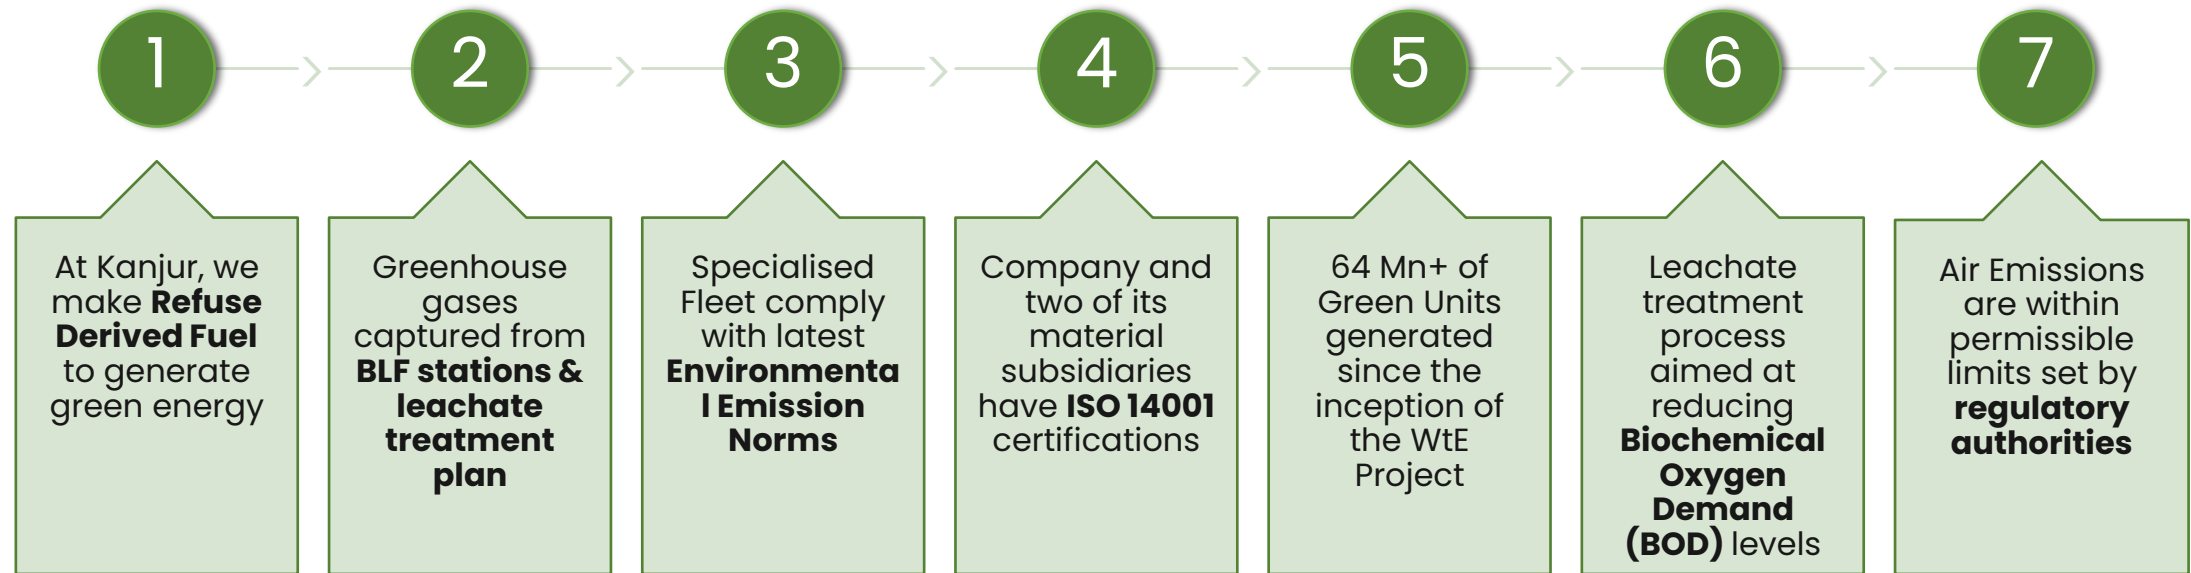 1
2
3
4
5
6
7
At Kanjur, we
make Refuse
Derived Fuel
to generate
green energy
Greenhouse
gases
captured from
BLF stations &
leachate
treatment
plan
Specialised
Fleet comply
with latest
Environmenta
l Emission
Norms
Company and
two of its
material
subsidiaries
have ISO 14001
certifications
64 Mn+ of
Green Units
generated
since the
inception of
the WtE
Project
Leachate
treatment
process
aimed at
reducing
Biochemical
Oxygen
Demand
(BOD) levels
Air Emissions
are within
permissible
limits set by
regulatory
authorities